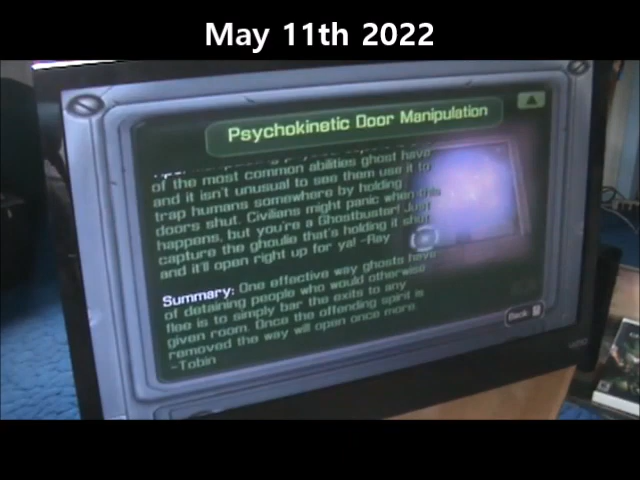 May 11th 2022
Psychokinetic Door Manipulation
of the most common abilities ghost have
and it isn't unusual to see them use it to
trap humans somewhere by holding
doors shut. Civilians might panic when this
happens, but you're a Ghostbuster! Just
capture the ghoulie that's holding it shut
and it'll open right up for ya! -Ray
Summary: One effective way ghosts have
of detaining people who would otherwise
flee is to simply bar the exits to any
given room. Once the offending spirit is
removed the way will open once more.
-Tobin
Back